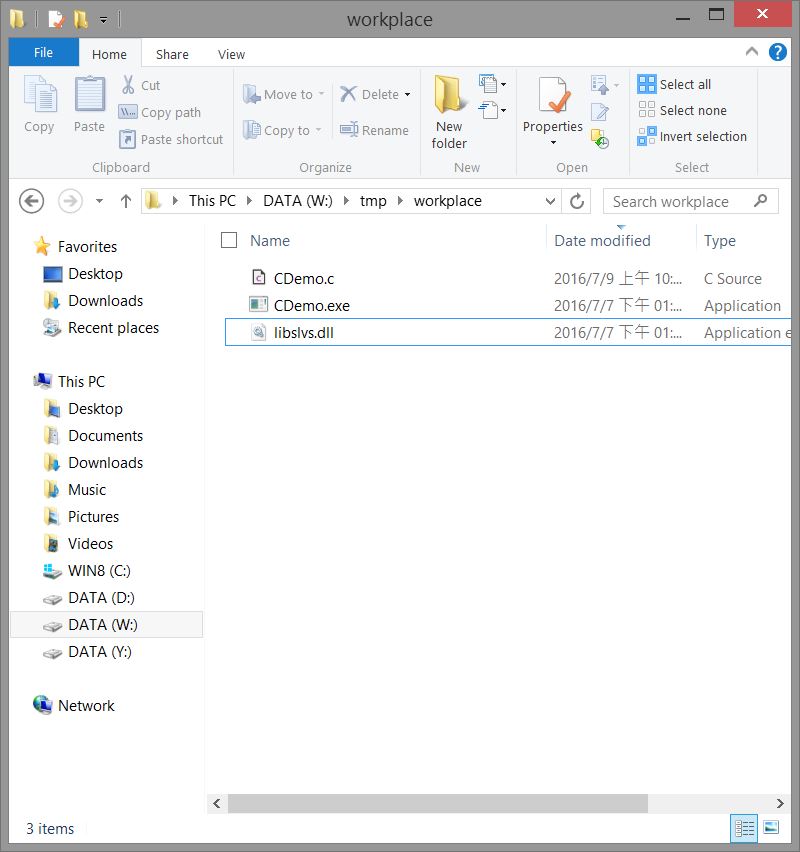 workplace
File Home Share View
Copy
Paste
Cut
Copy path
Paste shortcut
Clipboard
Move to
Copy to
Delete
Rename
Organize
New
folder
New
Properties
Open
Select all
Select none
Invert selection
Select
This PC DATA (W:) tmp workplace
Search workplace
Favorites
Desktop
Downloads
Recent places
This PC
Desktop
Documents
Downloads
Music
Pictures
Videos
WIN8 (C:)
DATA (D:)
DATA (W:)
DATA (Y:)
Network
Name Date modified Type
CDemo.c 2016/7/9 上午 10:... C Source
CDemo.exe 2016/7/7 下午 01:... Application
libslvs.dll 2016/7/7 下午 01:... Application e
3 items